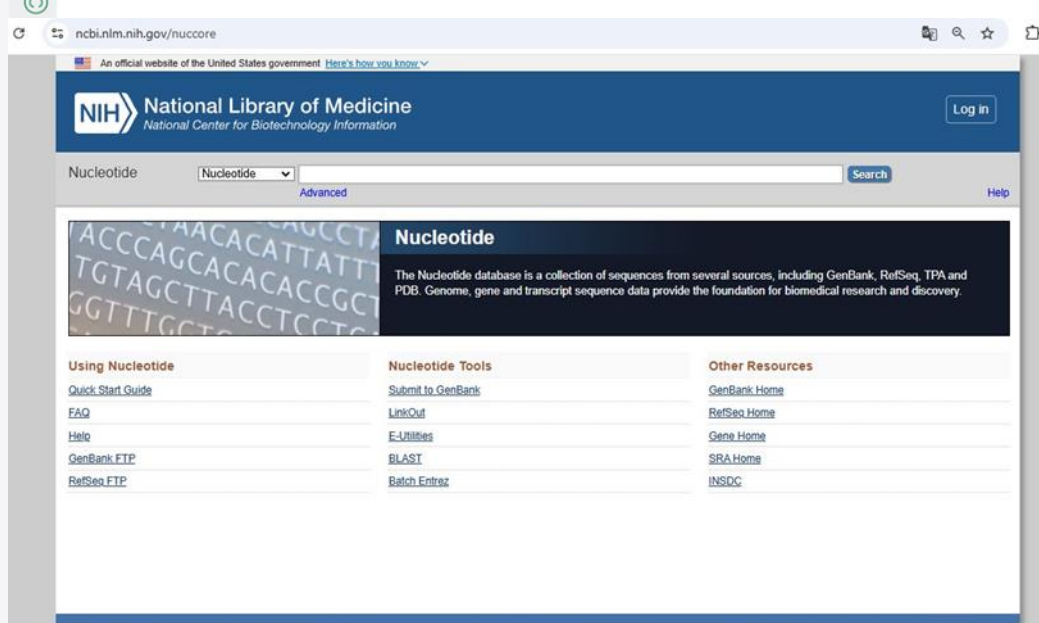 ncbi.nlm.nih.gov/nuccore
An official website of the United States government Here's how you know
NIH National Library of Medicine
National Center for Biotechnology Information
Log in
Nucleotide Nucleotide Search
Advanced Help
ACCCAGCACACATTATTT
TGTAGCCACACACCGCT
Nucleotide
The Nucleotide database is a collection of sequences from several sources, including GenBank, RefSeq, TPA and
PDB. Genome, gene and transcript sequence data provide the foundation for biomedical research and discovery.
Using Nucleotide
Quick Start Guide
FAQ
Help
GenBank FTP
RefSeq FTP
Nucleotide Tools
Submit to GenBank
LinkOut
E-Utilities
BLAST
Batch Entrez
Other Resources
GenBank Home
RefSeq Home
Gene Home
SRA Home
INSDC